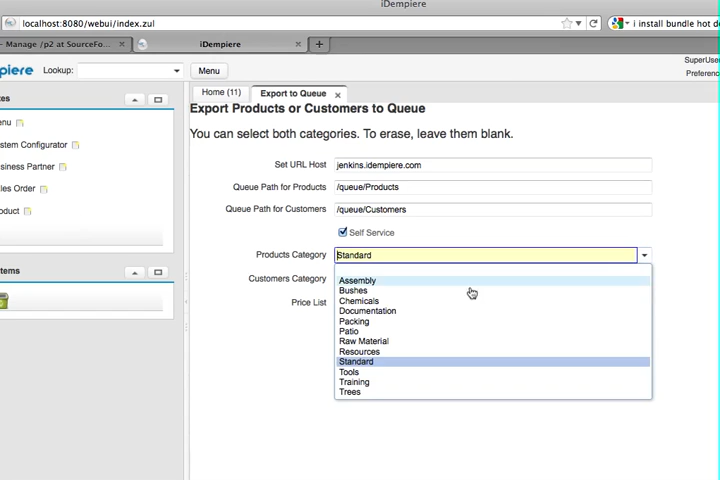 iDempiere
localhost:8080/webui/index.zul
i install bundle hot de
– Manage /p2 at SourceFo...
iDempiere
mpiere Lookup: Menu
SuperUse
Preferenc
tes
Home (11) Export to Queue
Export Products or Customers to Queue
enu
You can select both categories. To erase, leave them blank.
stem Configurator
siness Partner
les Order
oduct
Set URL Host jenkins.idempiere.com
Queue Path for Products /queue/Products
Queue Path for Customers /queue/Customers
Self Service
Products Category Standard
tems
Customers Category
Price List
Assembly
Bushes
Chemicals
Documentation
Packing
Patio
Raw Material
Resources
Standard
Tools
Training
Trees